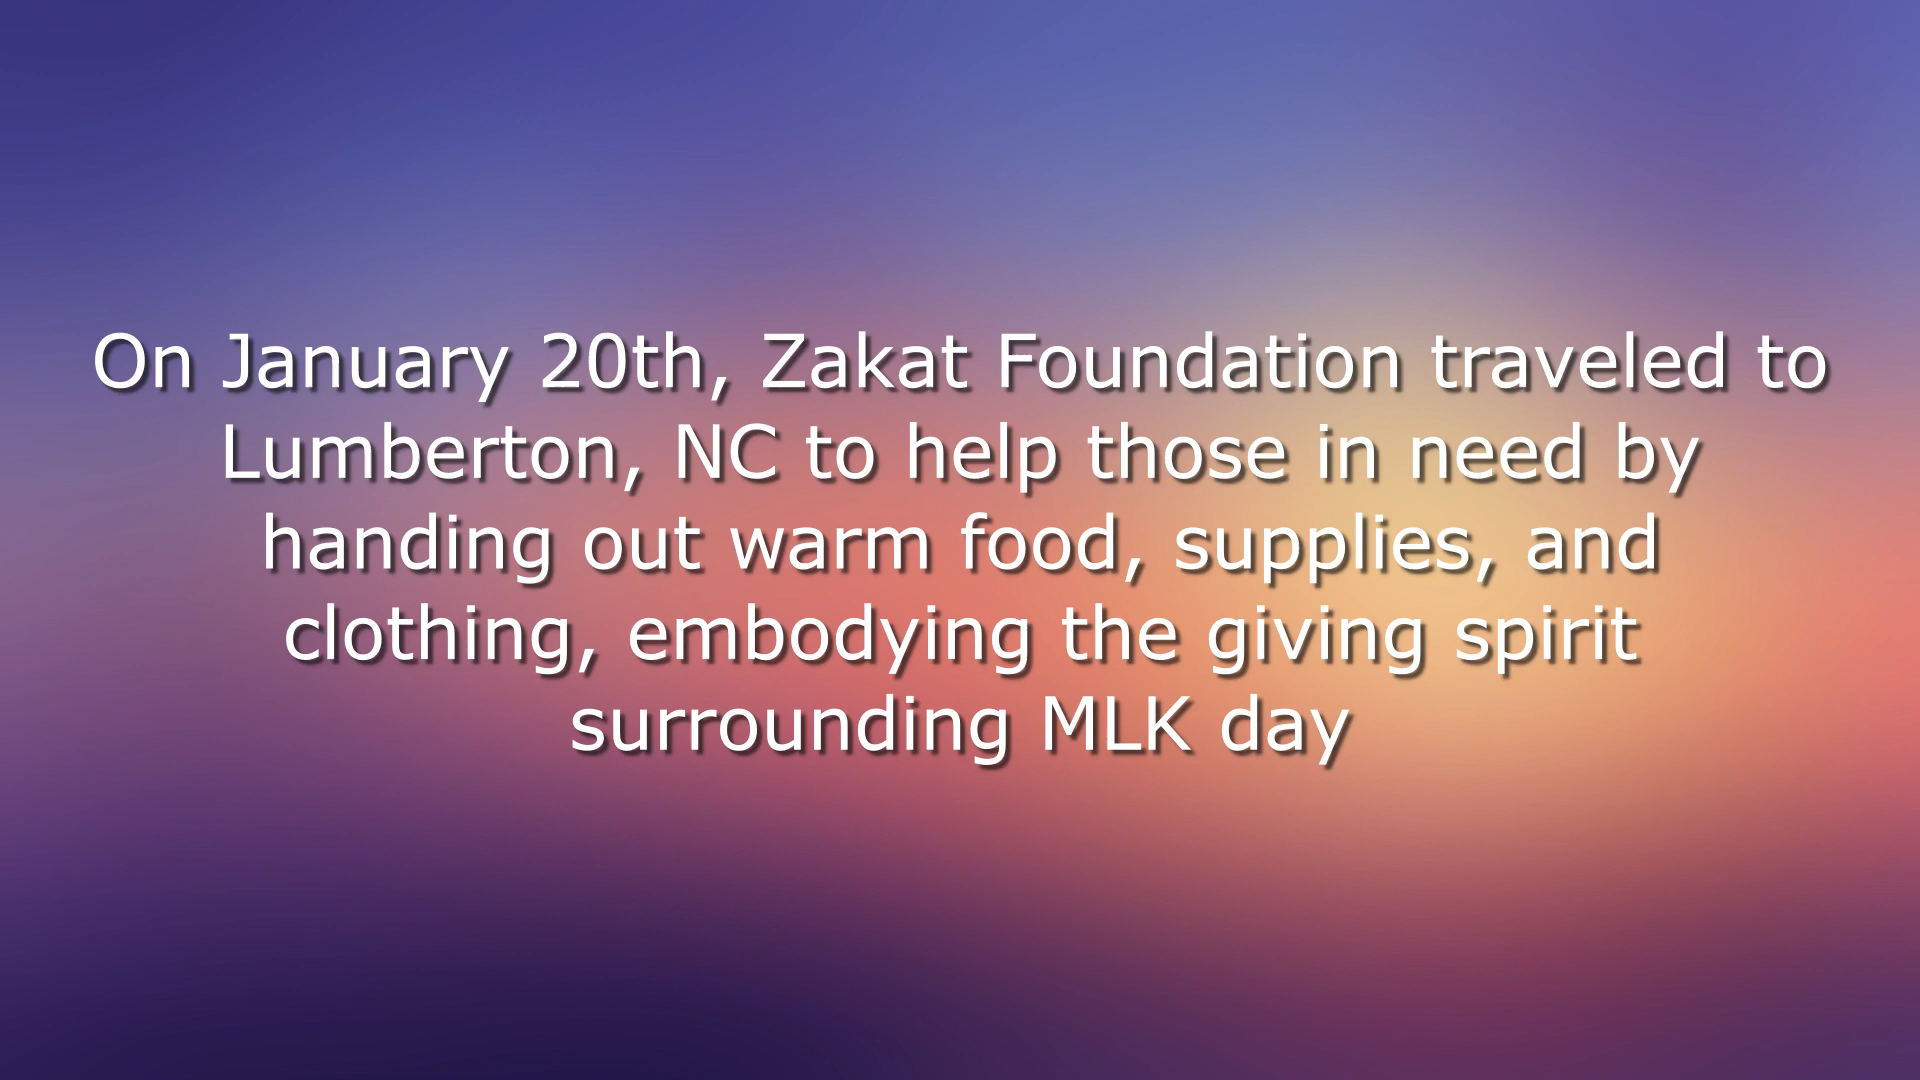 On January 20th, Zakat Foundation traveled to
Lumberton, NC to help those in need by
handing out warm food, supplies, and
clothing, embodying the giving spirit
surrounding MLK day